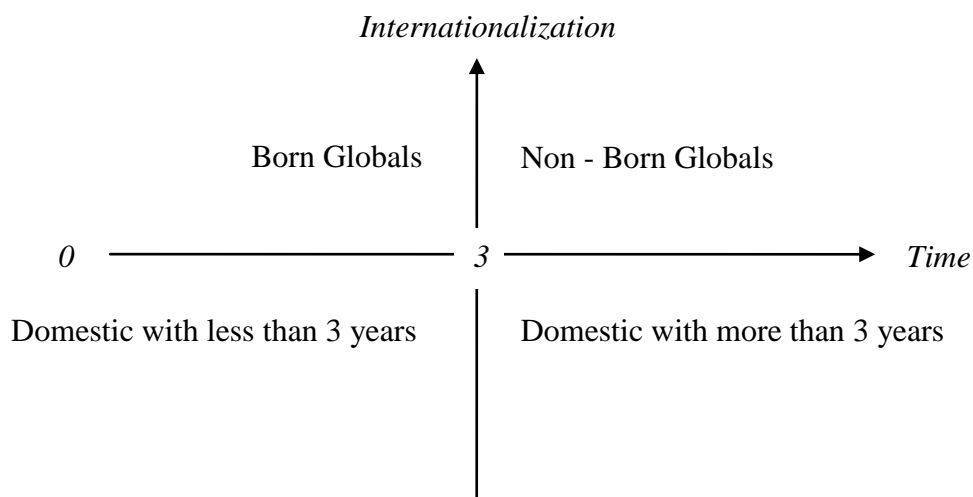 Internationalization
Born Globals
Non - Born Globals
0
3
Time
Domestic with less than 3 years
Domestic with more than 3 years